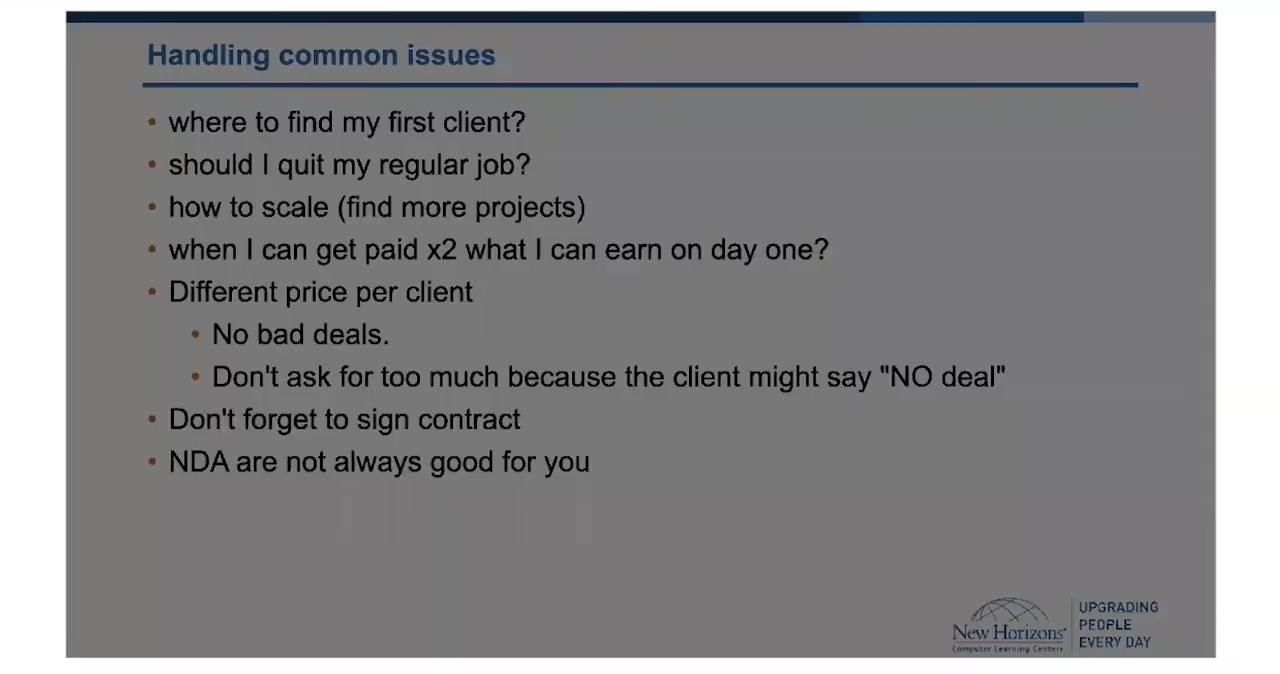 Handling common issues
• where to find my first client?
• should I quit my regular job?
• how to scale (find more projects)
• when I can get paid x2 what I can earn on day one?
• Different price per client
• No bad deals.
• Don't ask for too much because the client might say "NO deal"
• Don't forget to sign contract
• NDA are not always good for you
New Horizons®
Computer Learning Centers
UPGRADING
PEOPLE
EVERY DAY